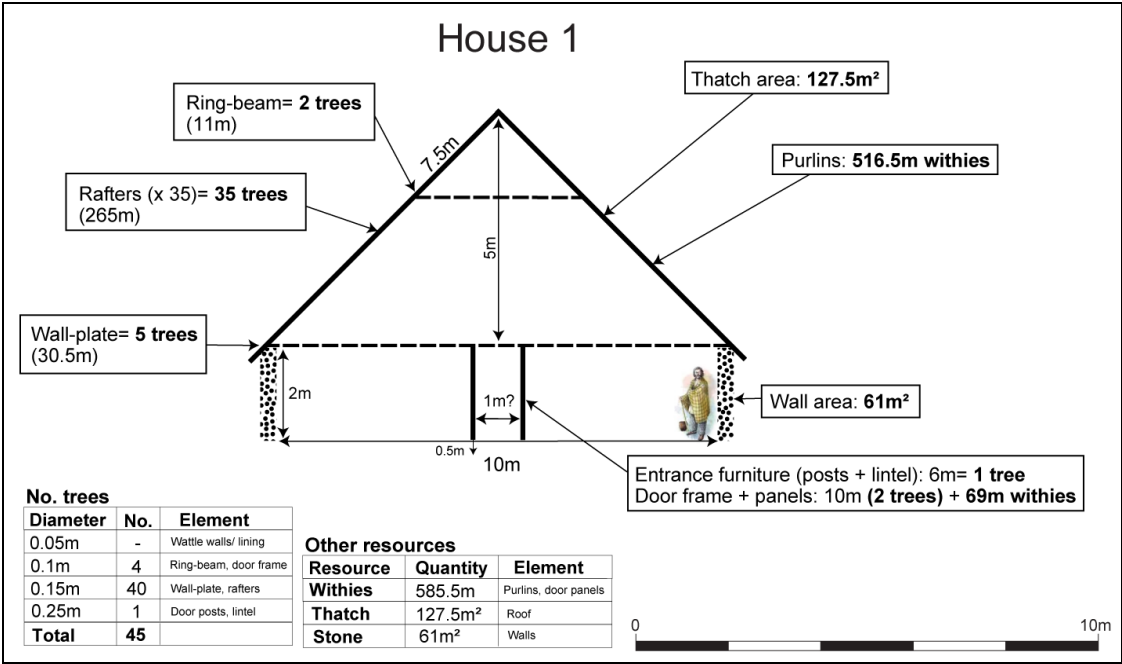 House 1
Ring-beam= 2 trees
(11m)
Thatch area: 127.5m²
7.5m
Purlins: 516.5m withies
Rafters (x 35)= 35 trees
(265m)
5m
Wall-plate= 5 trees
(30.5m)
2m
1m?
Wall area: 61m²
0.5m
10m
Entrance furniture (posts + lintel): 6m= 1 tree
Door frame + panels: 10m (2 trees) + 69m withies
No. trees
Diameter No. Element
0.05m - Wattle walls/ lining
0.1m 4 Ring-beam, door frame
0.15m 40 Wall-plate, rafters
0.25m 1 Door posts, lintel
Total 45
Other resources
Resource Quantity Element
Withies 585.5m Purlins, door panels
Thatch 127.5m² Roof
Stone 61m² Walls
0 10m